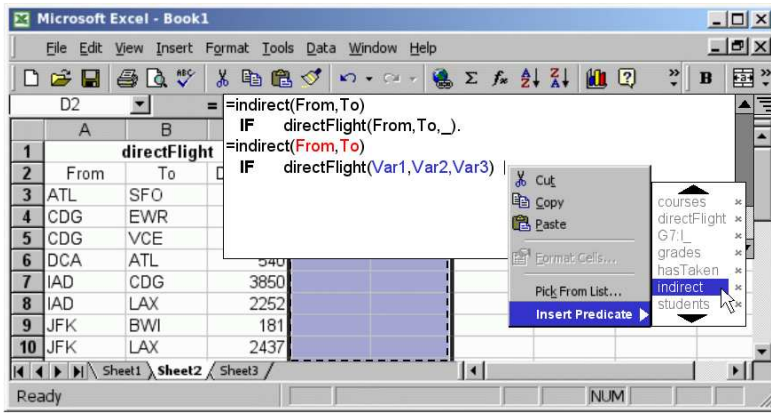 Microsoft Excel - Book1
File Edit View Insert Format Tools Data Window Help
Σ fx B
D2 = =indirect(From,To)
IF directFlight(From,To,_).
=indirect(From,To)
IF directFlight(Var1,Var2,Var3)
A B
1 directFlight
2 From To
3 ATL SFO
4 CDG EWR
5 CDG VCE
6 DCA ATL 540
7 IAD CDG 3850
8 IAD LAX 2252
9 JFK BWI 181
10 JFK LAX 2437
Cut
Copy
Paste
Format Cells...
Pick From List...
Insert Predicate
courses
directFlight
G7:I_
grades
hasTaken
indirect
students
Sheet1 Sheet2 Sheet3
Ready NUM